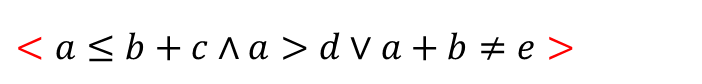 < a ≤ b + c ∧ a > d ∨ a + b ≠ e >